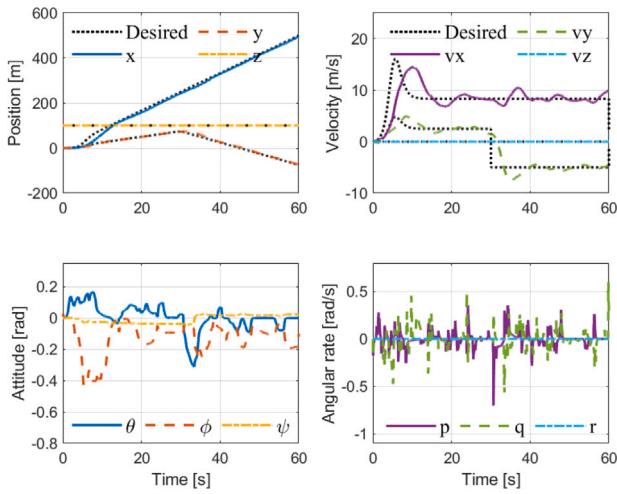 600
400
200
0
-200
Position [m]
Desired
y
x
z
0
20
40
60
20
10
0
-10
Velocity [m/s]
Desired
vy
vx
vz
0
20
40
60
0.2
0
-0.2
-0.4
-0.6
-0.8
Attitude [rad]
θ
ϕ
ψ
0
20
40
60
Time [s]
0.5
0
-0.5
-1
Angular rate [rad/s]
p
q
r
0
20
40
60
Time [s]